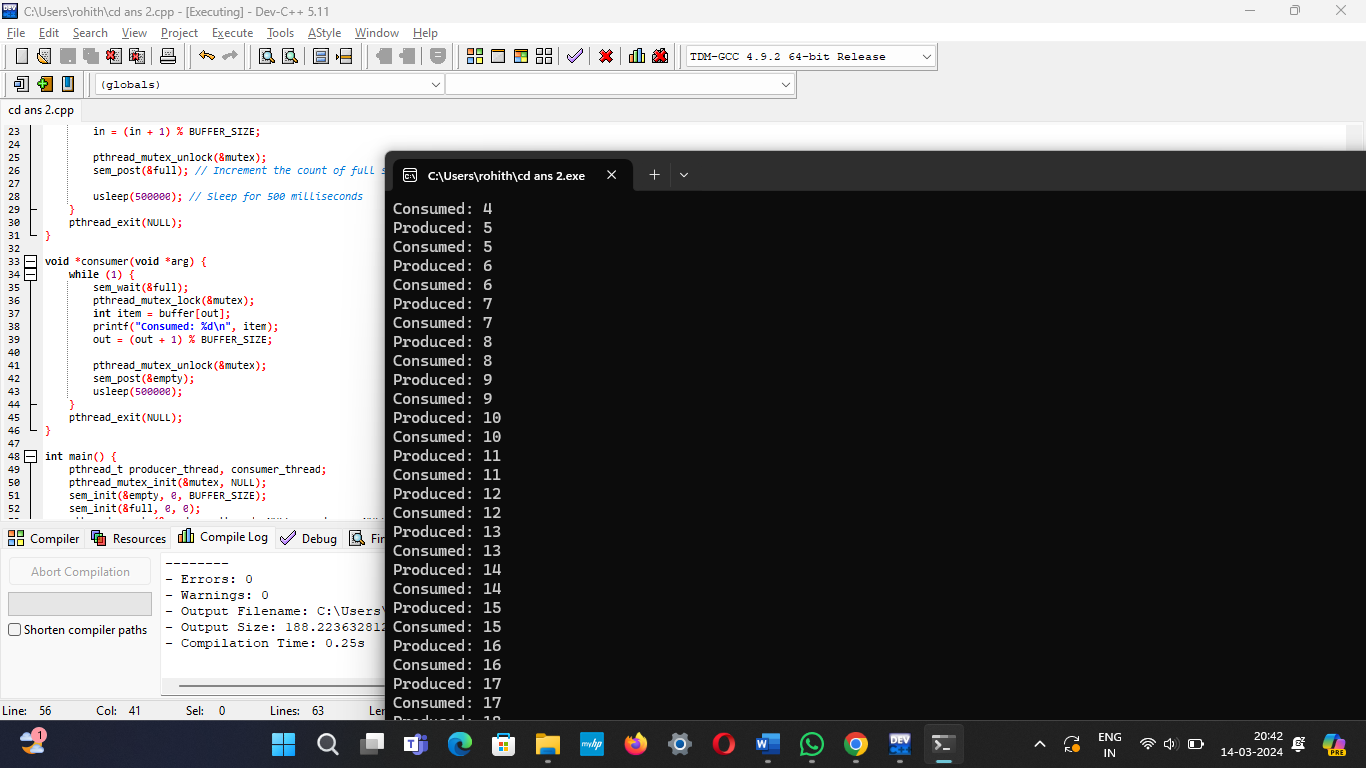 C:\Users\rohith\cd ans 2.cpp - [Executing] - Dev-C++ 5.11
File Edit Search View Project Execute Tools AStyle Window Help
TDM-GCC 4.9.2 64-bit Release
(globals)
cd ans 2.cpp
23 in = (in + 1) % BUFFER_SIZE;
24
25 pthread_mutex_unlock(&mutex);
26 sem_post(&full); // Increment the count of full
27
28 usleep(500000); // Sleep for 500 milliseconds
29 }
30 pthread_exit(NULL);
31 }
32
33 void *consumer(void *arg) {
34 while (1) {
35 sem_wait(&full);
36 pthread_mutex_lock(&mutex);
37 int item = buffer[out];
38 printf("Consumed: %d\n", item);
39 out = (out + 1) % BUFFER_SIZE;
40
41 pthread_mutex_unlock(&mutex);
42 sem_post(&empty);
43 usleep(500000);
44 }
45 pthread_exit(NULL);
46 }
47
48 int main() {
49 pthread_t producer_thread, consumer_thread;
50 pthread_mutex_init(&mutex, NULL);
51 sem_init(&empty, 0, BUFFER_SIZE);
52 sem_init(&full, 0, 0);
C:\Users\rohith\cd ans 2.exe
Consumed: 4
Produced: 5
Consumed: 5
Produced: 6
Consumed: 6
Produced: 7
Consumed: 7
Produced: 8
Consumed: 8
Produced: 9
Consumed: 9
Produced: 10
Consumed: 10
Produced: 11
Consumed: 11
Produced: 12
Consumed: 12
Produced: 13
Consumed: 13
Produced: 14
Consumed: 14
Produced: 15
Consumed: 15
Produced: 16
Consumed: 16
Produced: 17
Consumed: 17
Compiler Resources Compile Log Debug
Abort Compilation
Shorten compiler paths
--------
- Errors: 0
- Warnings: 0
- Output Filename: C:\Users\
- Output Size: 188.22363281
- Compilation Time: 0.25s
Line: 56 Col: 41 Sel: 0 Lines: 63
1
myhp
DEV
ENG
IN
20:42
14-03-2024
PRE